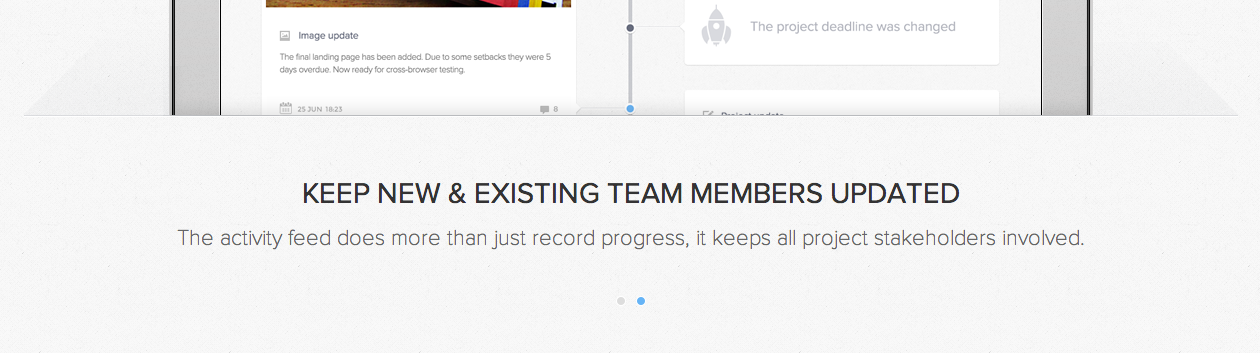 Image update
The final landing page has been added. Due to some setbacks they were 5
days overdue. Now ready for cross-browser testing.
25 JUN 18:23
8
The project deadline was changed
Project update
KEEP NEW & EXISTING TEAM MEMBERS UPDATED
The activity feed does more than just record progress, it keeps all project stakeholders involved.